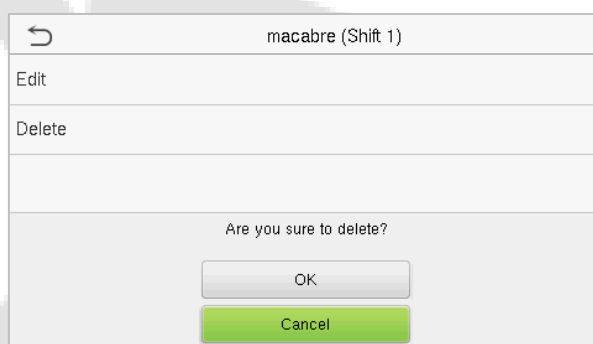 macabre (Shift 1)
Edit
Delete
Are you sure to delete?
OK
Cancel